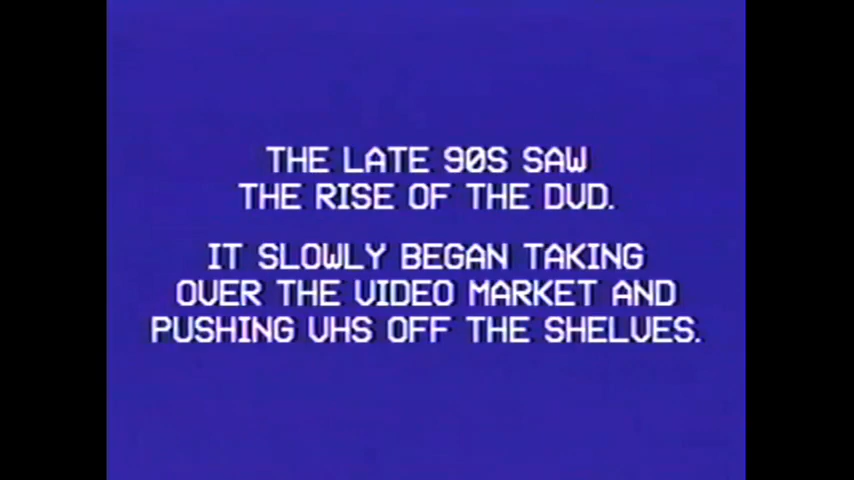 THE LATE 90S SAW
THE RISE OF THE DVD.
IT SLOWLY BEGAN TAKING
OVER THE VIDEO MARKET AND
PUSHING VHS OFF THE SHELVES.